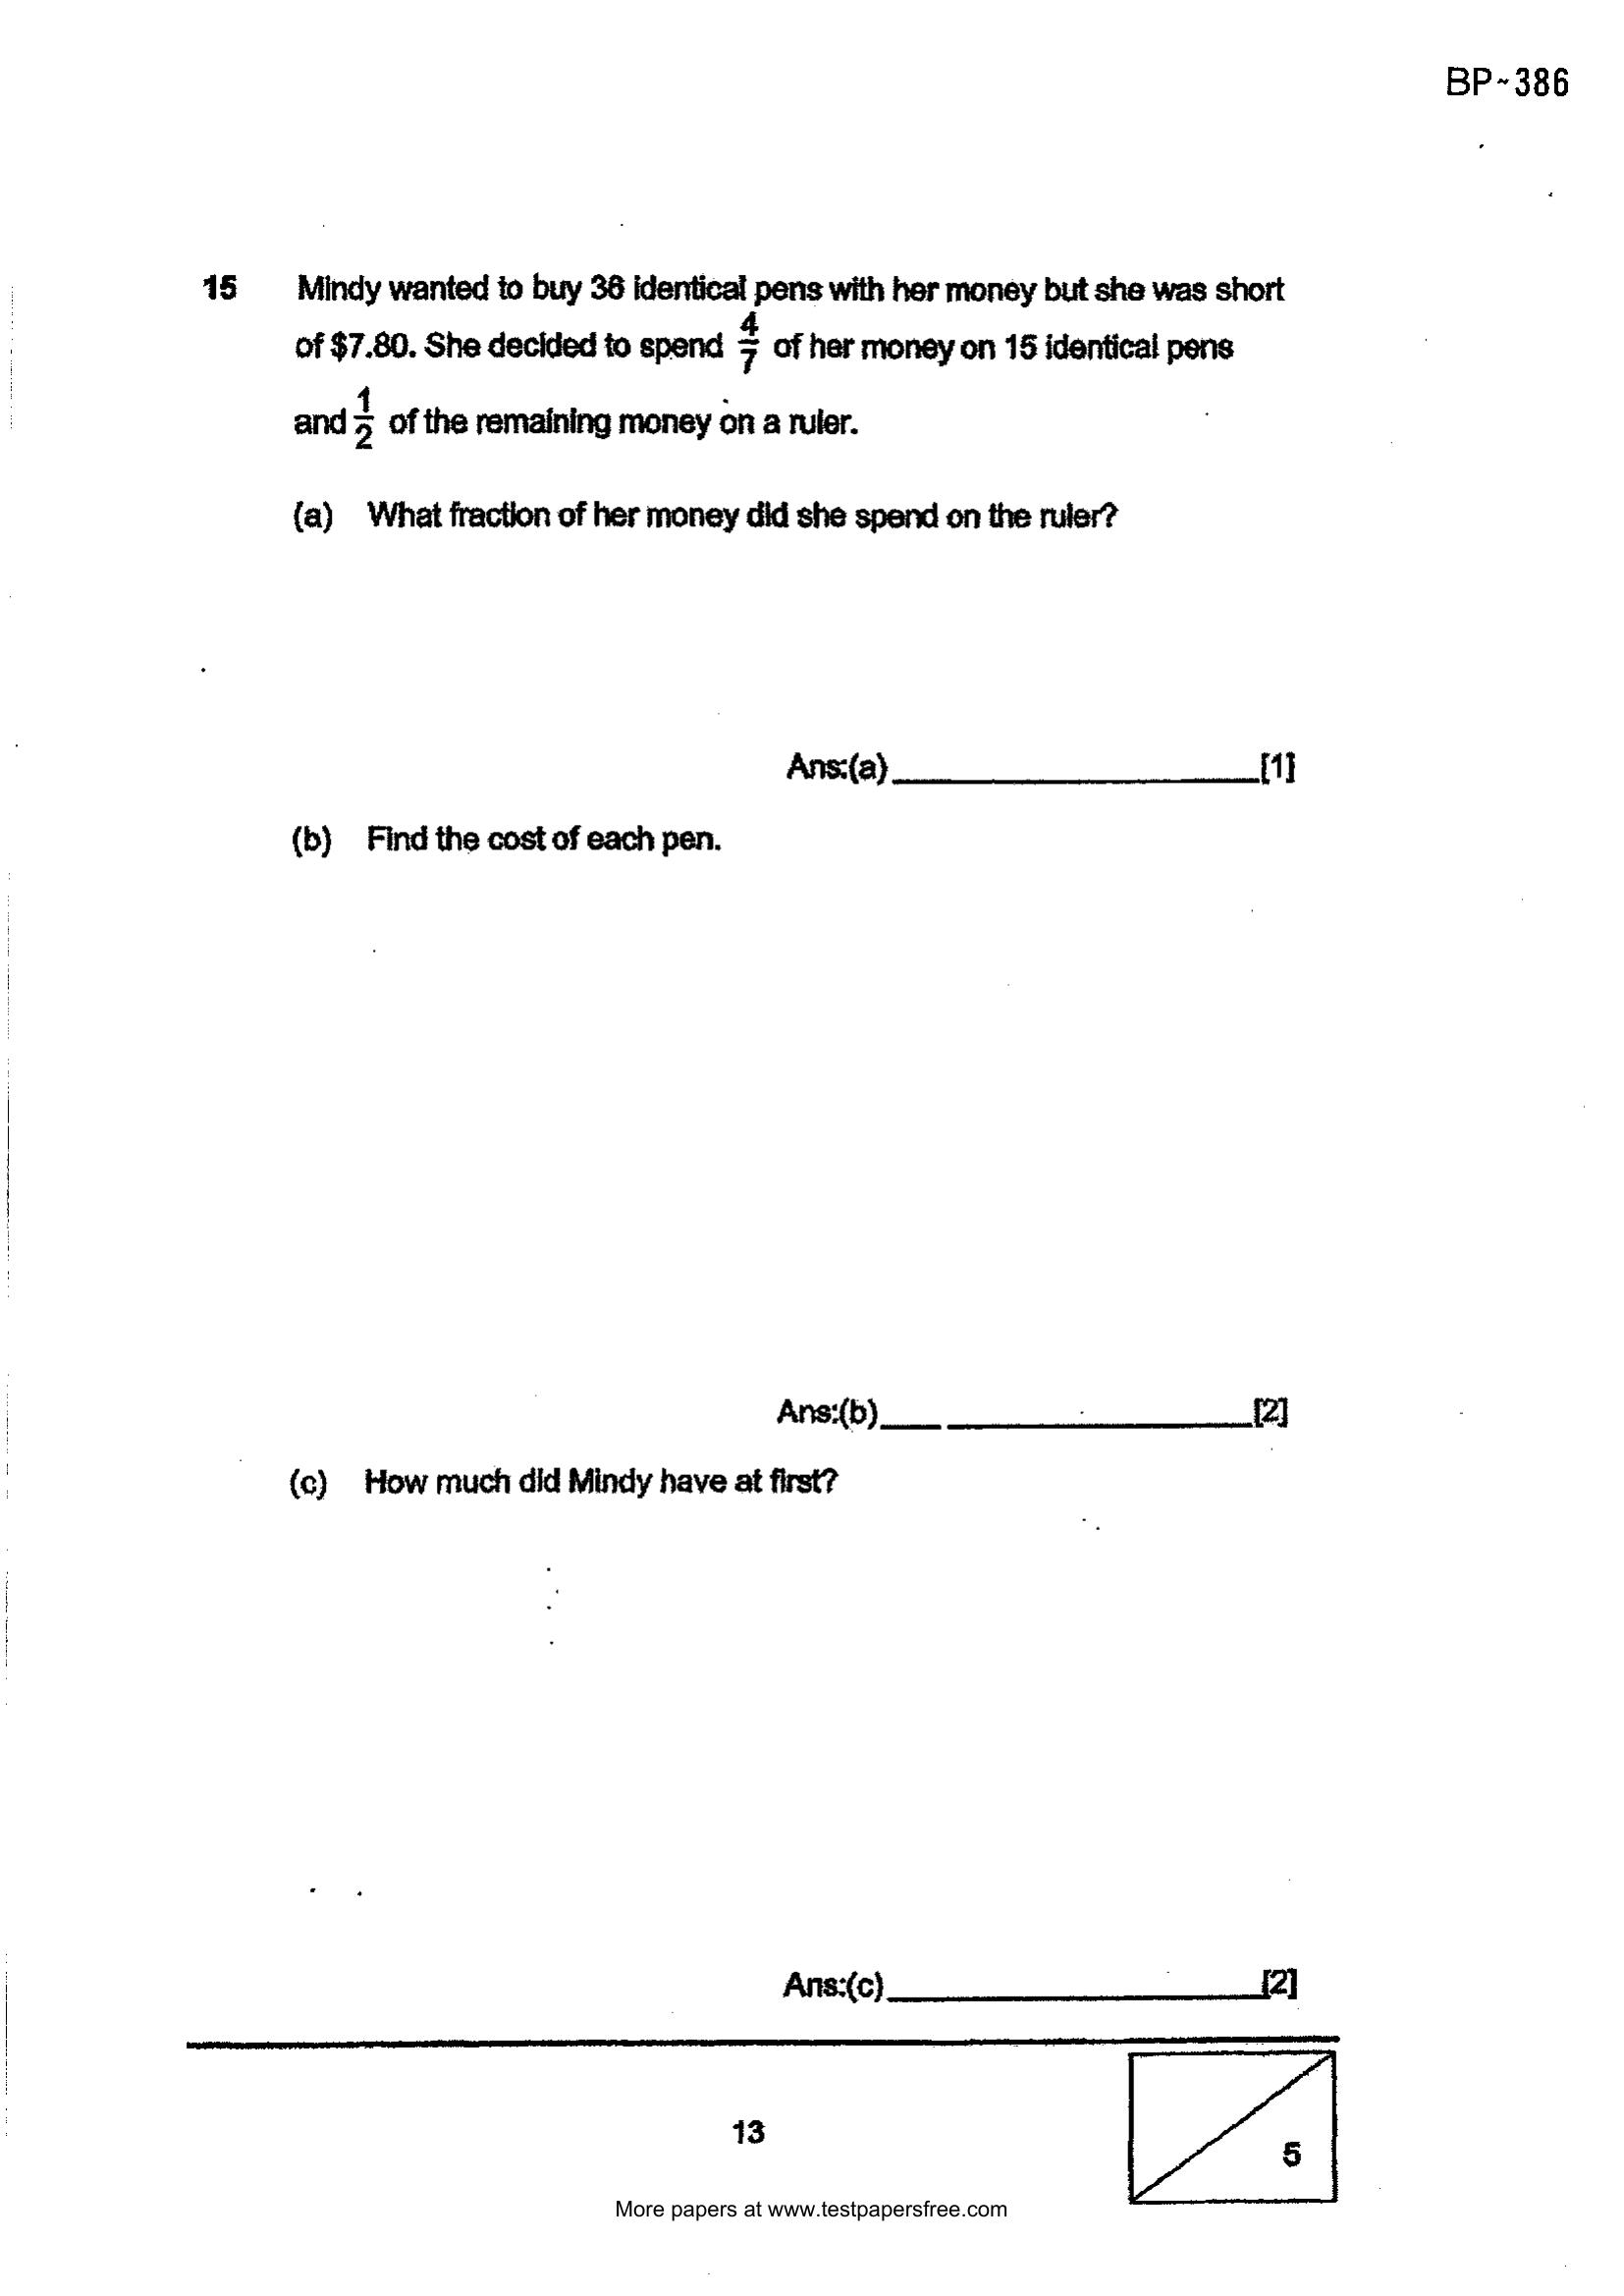 BP~386
15 Mindy wanted to buy 36 identical pens with her money but she was short
of $7.80. She decided to spend 4/7 of her money on 15 identical pens
and 1/2 of the remaining money on a ruler.
(a) What fraction of her money did she spend on the ruler?
Ans:(a)____________________[1]
(b) Find the cost of each pen.
Ans:(b)___ ________________[2]
(c) How much did Mindy have at first?
Ans:(c)____________________[2]
13
5
More papers at www.testpapersfree.com